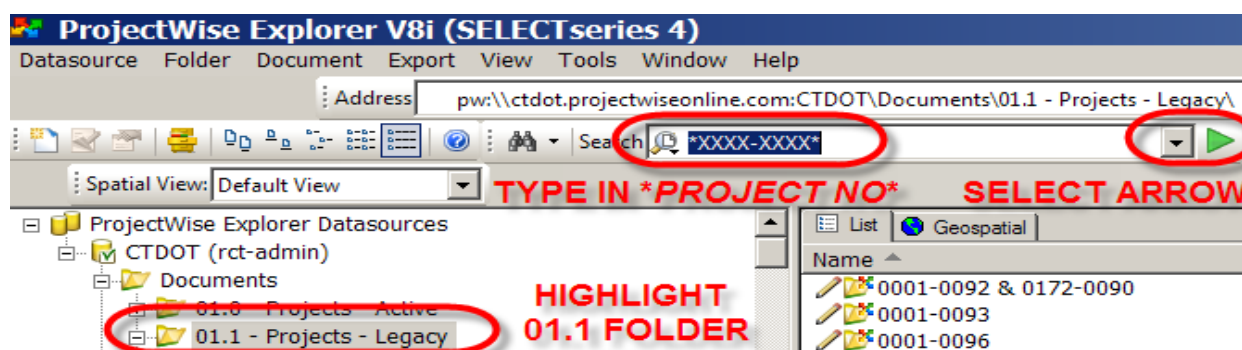 ProjectWise Explorer V8i (SELECTseries 4)
Datasource Folder Document Export View Tools Window Help
Address pw:\\ctdot.projectwiseonline.com:CTDOT\Documents\01.1 - Projects - Legacy\
Search *XXXX-XXXX*
Spatial View: Default View
TYPE IN *PROJECT NO* SELECT ARROW
ProjectWise Explorer Datasources
CTDOT (rct-admin)
Documents
01.0 - Projects - Active
01.1 - Projects - Legacy
HIGHLIGHT
01.1 FOLDER
List Geospatial
Name
0001-0092 & 0172-0090
0001-0093
0001-0096